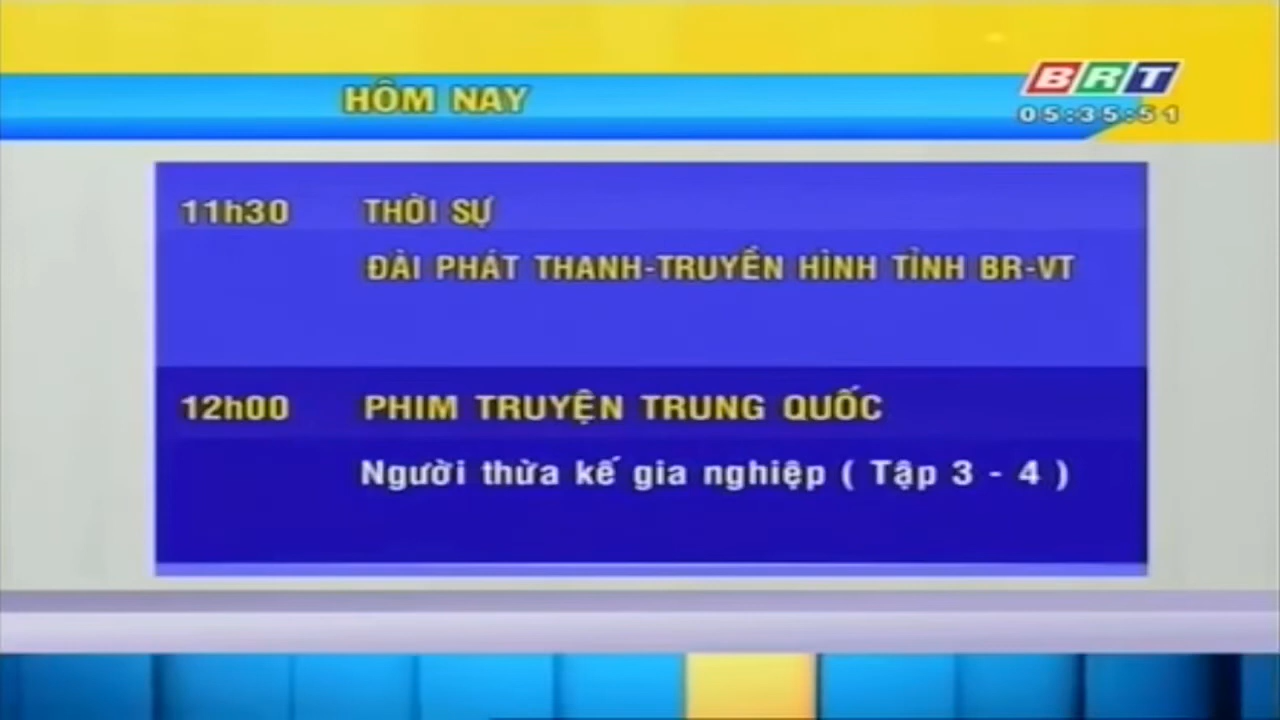 HÔM NAY
BRT
05:35:51
11h30 THỜI SỰ
ĐÀI PHÁT THANH-TRUYỀN HÌNH TỈNH BR-VT
12h00 PHIM TRUYỆN TRUNG QUỐC
Người thừa kế gia nghiệp ( Tập 3 - 4 )